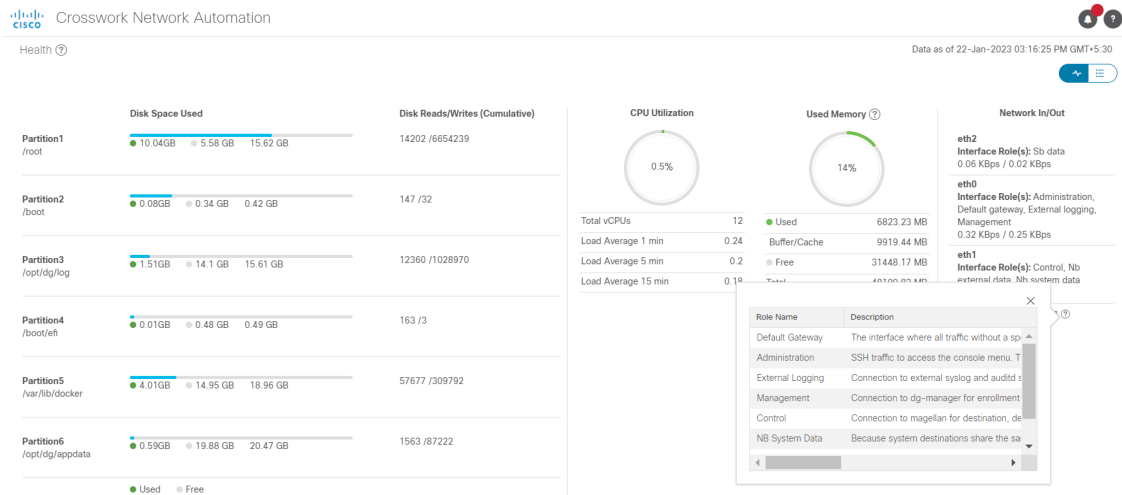 CISCO Crosswork Network Automation
?
Health ?
Data as of 22-Jan-2023 03:16:25 PM GMT+5:30
Disk Space Used
Disk Reads/Writes (Cumulative)
Partition1
/root
10.04GB 5.58 GB 15.62 GB
14202 /6654239
Partition2
/boot
0.08GB 0.34 GB 0.42 GB
147 /32
Partition3
/opt/dg/log
1.51GB 14.1 GB 15.61 GB
12360 /1028970
Partition4
/boot/efi
0.01GB 0.48 GB 0.49 GB
163 /3
Partition5
/var/lib/docker
4.01GB 14.95 GB 18.96 GB
57677 /309792
Partition6
/opt/dg/appdata
0.59GB 19.88 GB 20.47 GB
1563 /87222
Used Free
CPU Utilization
0.5%
Total vCPUs 12
Load Average 1 min 0.24
Load Average 5 min 0.2
Load Average 15 min 0.18
Used Memory ?
14%
Used 6823.23 MB
Buffer/Cache 9919.44 MB
Free 31448.17 MB
Total
Network In/Out
eth2
Interface Role(s): Sb data
0.06 KBps / 0.02 KBps
eth0
Interface Role(s): Administration,
Default gateway, External logging,
Management
0.32 KBps / 0.25 KBps
eth1
Interface Role(s): Control, Nb
external data, Nb system data
?
Role Name Description
Default Gateway The interface where all traffic without a spe
Administration SSH traffic to access the console menu. T
External Logging Connection to external syslog and auditd s
Management Connection to dg-manager for enrollment
Control Connection to magellan for destination, de
NB System Data Because system destinations share the sa